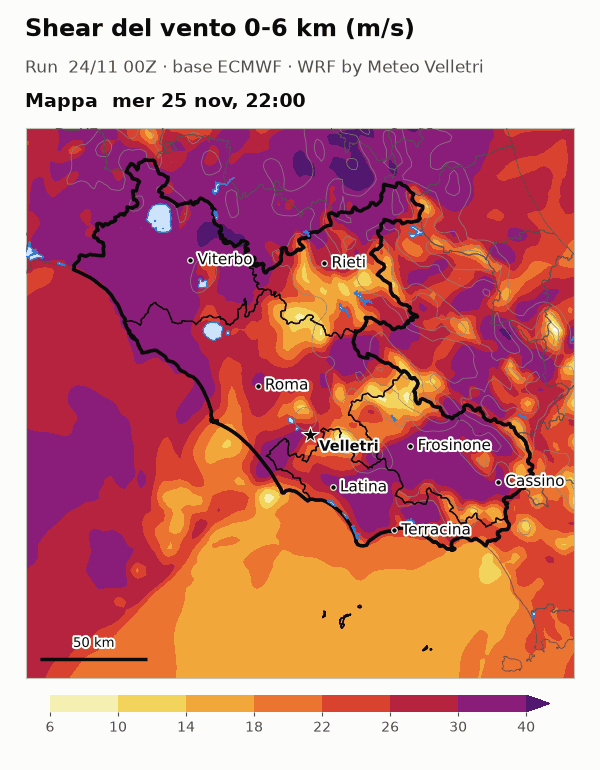 Shear del vento 0-6 km (m/s)
Run  24/11 00Z · base ECMWF · WRF by Meteo Velletri
Mappa  mer 25 nov, 22:00
Viterbo
Rieti
Roma
Velletri
Frosinone
Cassino
Latina
Terracina
50 km
6 10 14 18 22 26 30 40